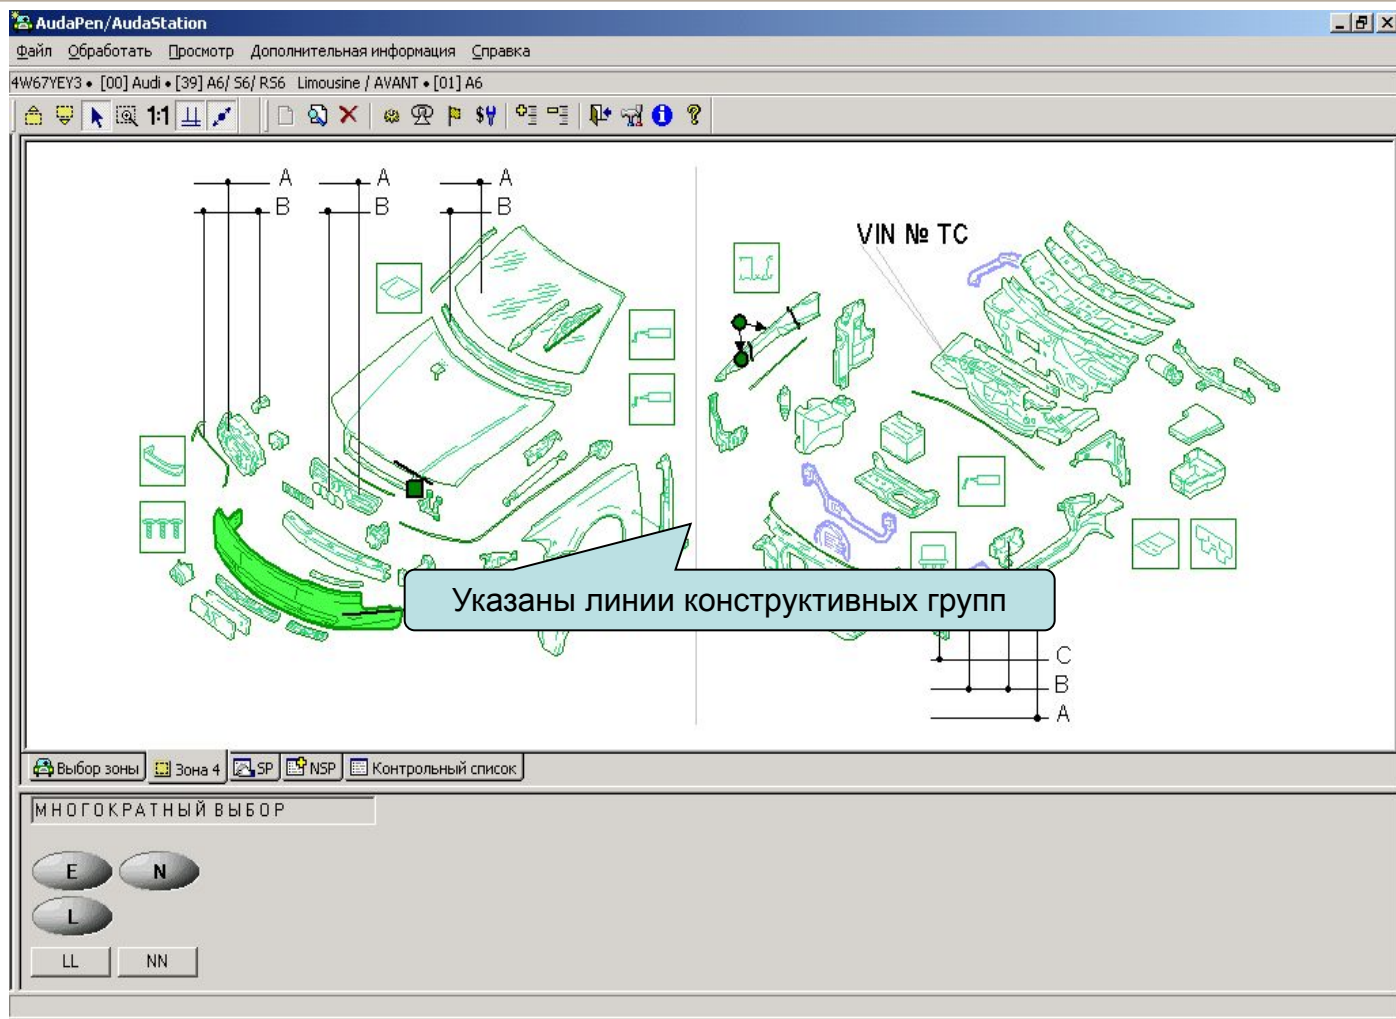 AudaPen/AudaStation
Файл Обработать Просмотр Дополнительная информация Справка
4W67YEY3 • [00] Audi • [39] A6/ S6/ RS6 Limousine / AVANT • [01] A6
1:1
A A A
B B B
VIN № TC
Указаны линии конструктивных групп
C
B
A
Выбор зоны Зона 4 SP NSP Контрольный список
МНОГОКРАТНЫЙ ВЫБОР
E N
L
LL NN